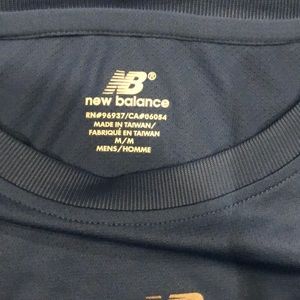 NB®
new balance
RN#96937/CA#06084
MADE IN TAIWAN/
FABRIQUÉ EN TAIWAN
M/M
MENS/HOMME